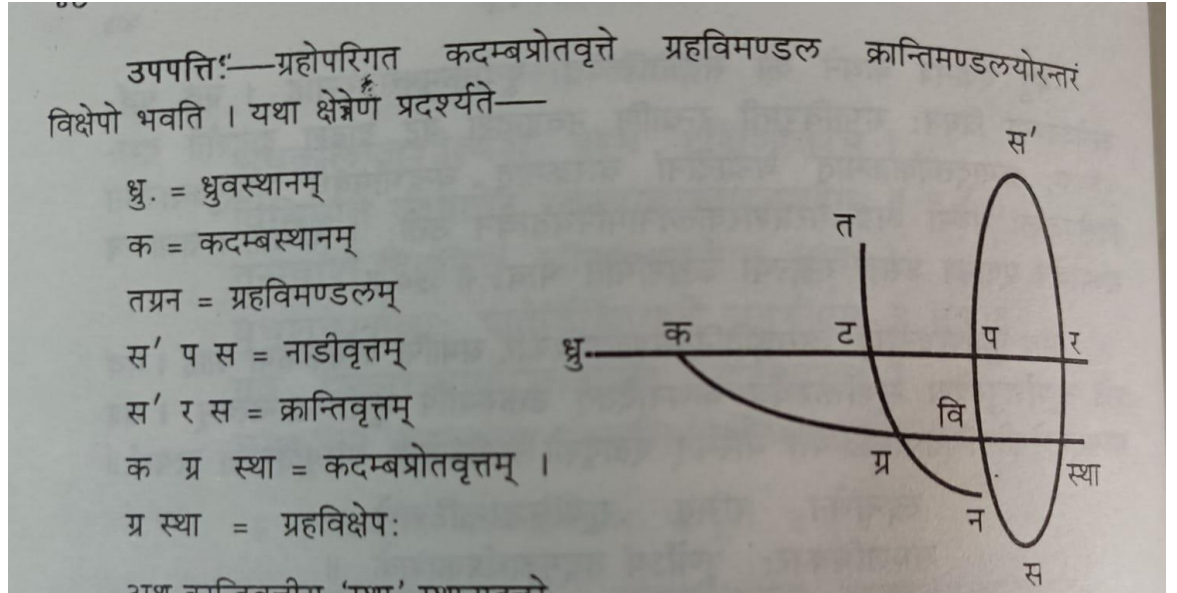 उपपत्तिः—ग्रहोपरिगत कदम्बप्रोतवृत्ते ग्रहविमण्डल क्रान्तिमण्डलयोरन्तरं
विक्षेपो भवति । यथा क्षेत्रेण प्रदर्श्यते—
ध्रु. = ध्रुवस्थानम्
क = कदम्बस्थानम्
तग्रन = ग्रहविमण्डलम्
स′ प स = नाडीवृत्तम्
स′ र स = क्रान्तिवृत्तम्
क ग्र स्था = कदम्बप्रोतवृत्तम् ।
ग्र स्था = ग्रहविक्षेपः
स′
त
ध्रु. क ट प र
वि
ग्र स्था
न
स